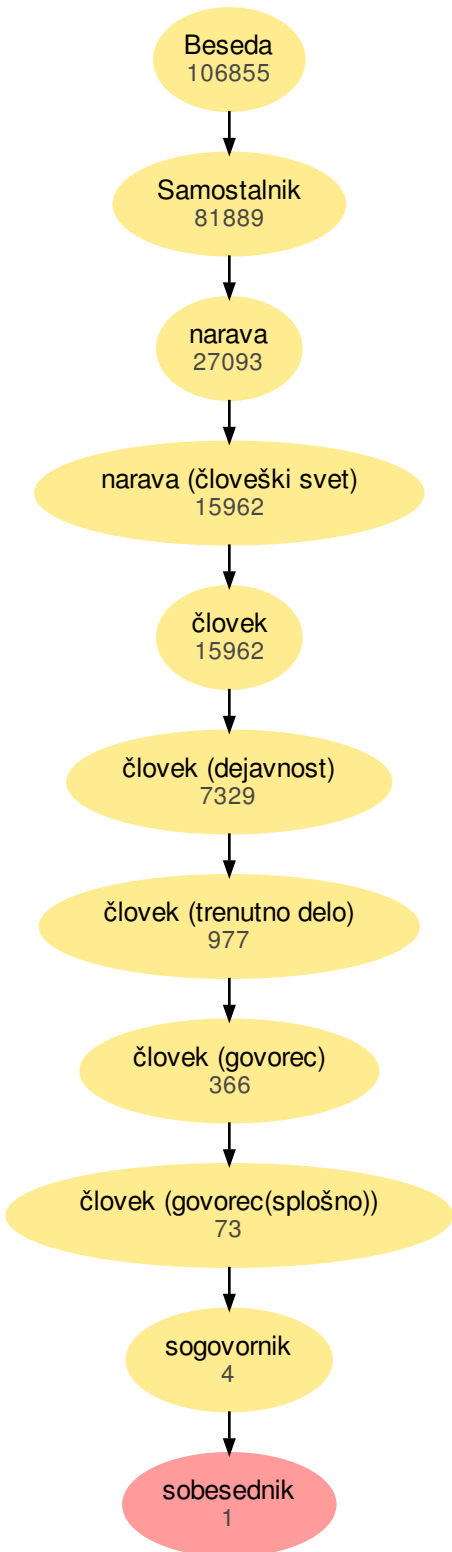 Beseda
106855
Samostalnik
81889
narava
27093
narava (človeški svet)
15962
človek
15962
človek (dejavnost)
7329
človek (trenutno delo)
977
človek (govorec)
366
človek (govorec(splošno))
73
sogovornik
4
sobesednik
1